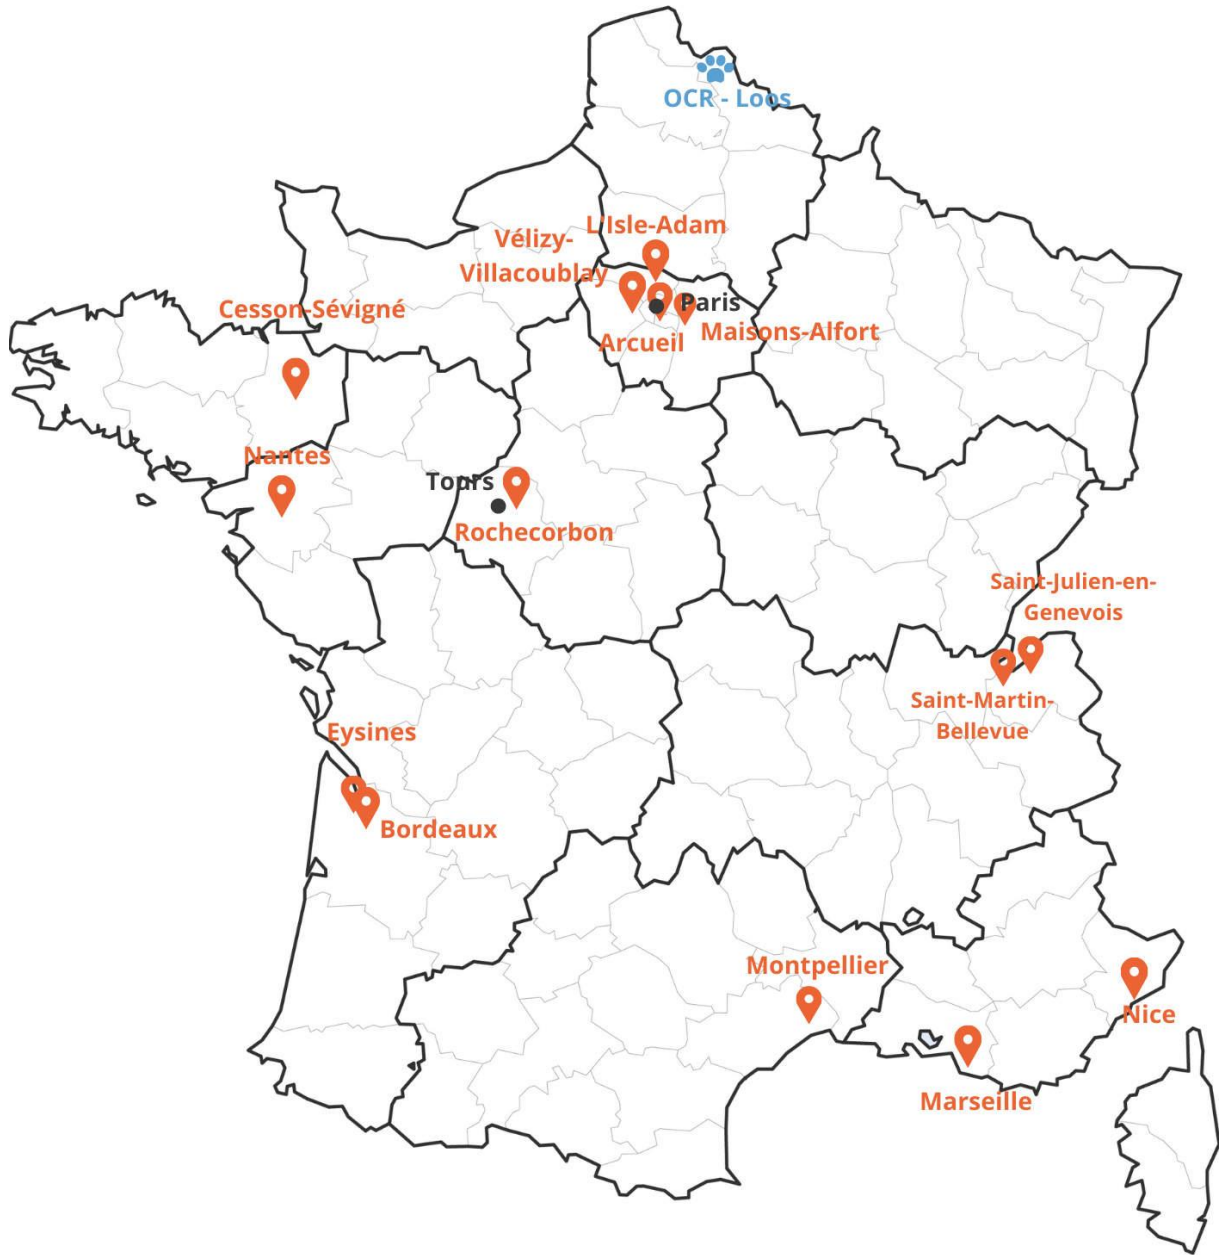 OCR - Loos
L'Isle-Adam
Vélizy-
Villacoublay
Paris
Cesson-Sévigné
Maisons-Alfort
Arcueil
Nantes
Tours
Rochecorbon
Saint-Julien-en-
Genevois
Saint-Martin-
Bellevue
Eysines
Bordeaux
Montpellier
Nice
Marseille